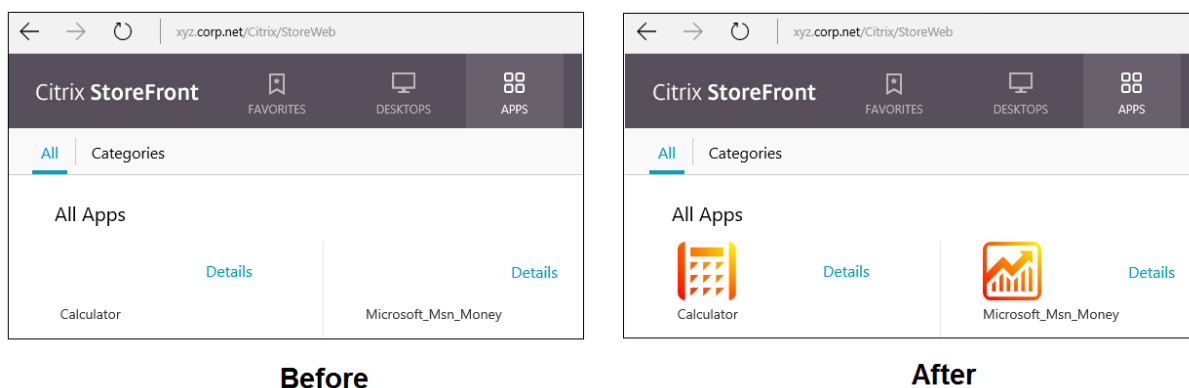 xyz.corp.net/Citrix/StoreWeb
Citrix StoreFront
FAVORITES
DESKTOPS
APPS
All
Categories
All Apps
Details
Details
Calculator
Microsoft_Msn_Money
Before
xyz.corp.net/Citrix/StoreWeb
Citrix StoreFront
FAVORITES
DESKTOPS
APPS
All
Categories
All Apps
Details
Details
Calculator
Microsoft_Msn_Money
After